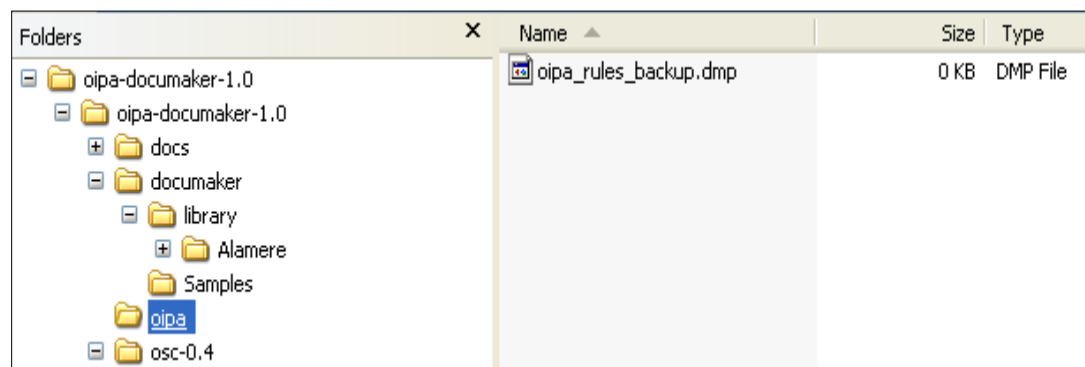 Folders
oipa-documaker-1.0
oipa-documaker-1.0
docs
documaker
library
Alamere
Samples
oipa
osc-0.4
Name Size Type
oipa_rules_backup.dmp 0 KB DMP File